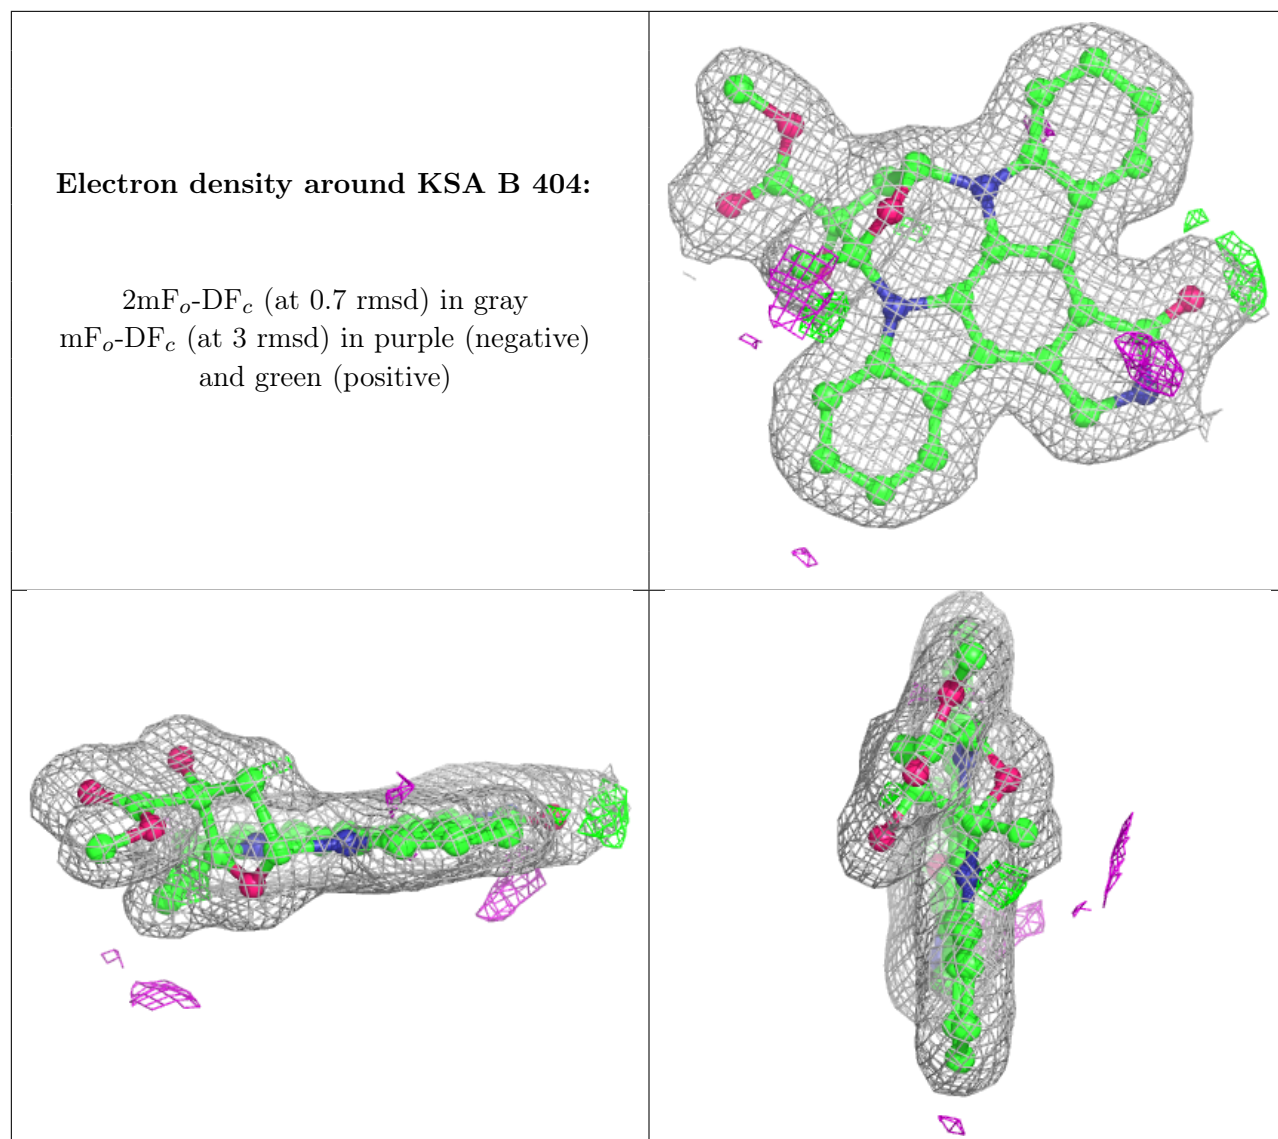 Electron density around KSA B 404:
2mFₒ-DF𝑐 (at 0.7 rmsd) in gray
mFₒ-DF𝑐 (at 3 rmsd) in purple (negative)
and green (positive)